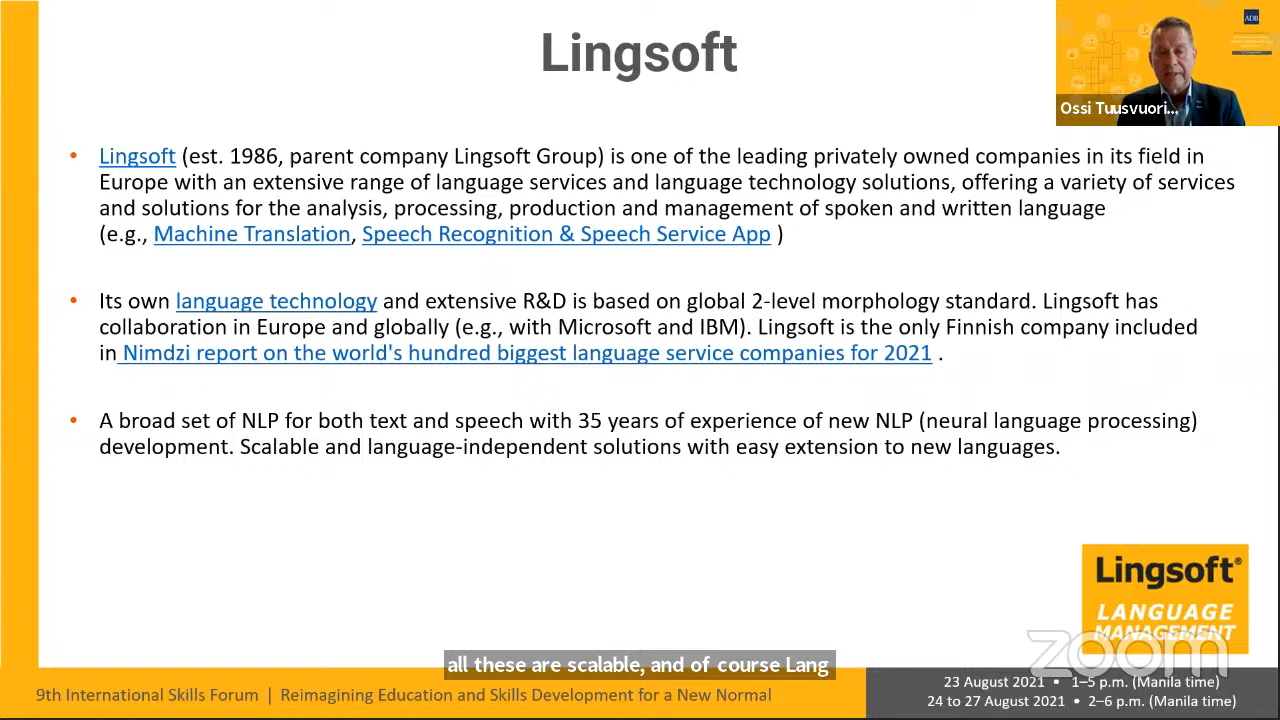 Lingsoft
ADB
Ossi Tuusvuori...
• Lingsoft (est. 1986, parent company Lingsoft Group) is one of the leading privately owned companies in its field in
Europe with an extensive range of language services and language technology solutions, offering a variety of services
and solutions for the analysis, processing, production and management of spoken and written language
(e.g., Machine Translation, Speech Recognition & Speech Service App )
• Its own language technology and extensive R&D is based on global 2-level morphology standard. Lingsoft has
collaboration in Europe and globally (e.g., with Microsoft and IBM). Lingsoft is the only Finnish company included
in Nimdzi report on the world's hundred biggest language service companies for 2021 .
• A broad set of NLP for both text and speech with 35 years of experience of new NLP (neural language processing)
development. Scalable and language-independent solutions with easy extension to new languages.
Lingsoft®
LANGUAGE
MANAGEMENT
zoom
all these are scalable, and of course Lang
9th International Skills Forum | Reimagining Education and Skills Development for a New Normal
23 August 2021 • 1–5 p.m. (Manila time)
24 to 27 August 2021 • 2–6 p.m. (Manila time)